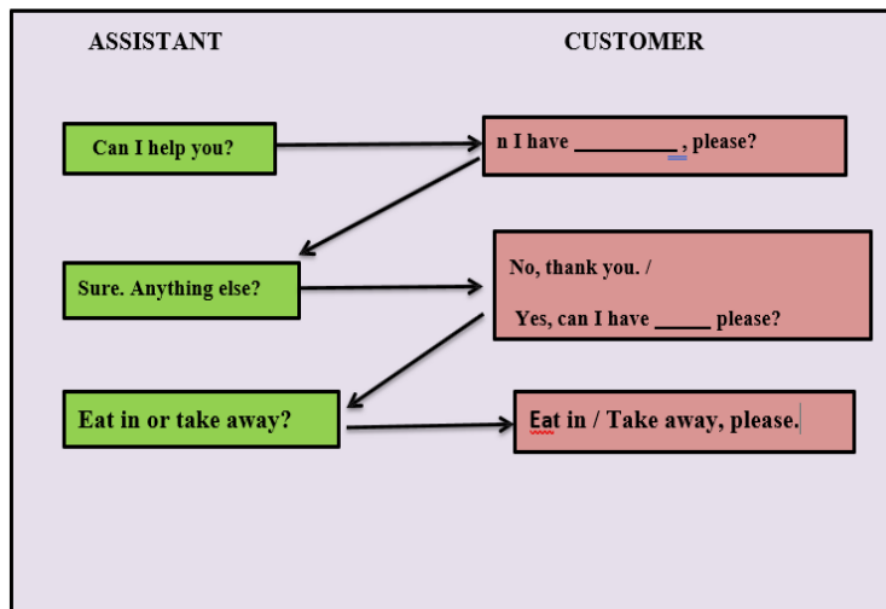 ASSISTANT CUSTOMER
Can I help you?
n I have _________ , please?
Sure. Anything else?
No, thank you. /
Yes, can I have _____ please?
Eat in or take away?
Eat in / Take away, please.